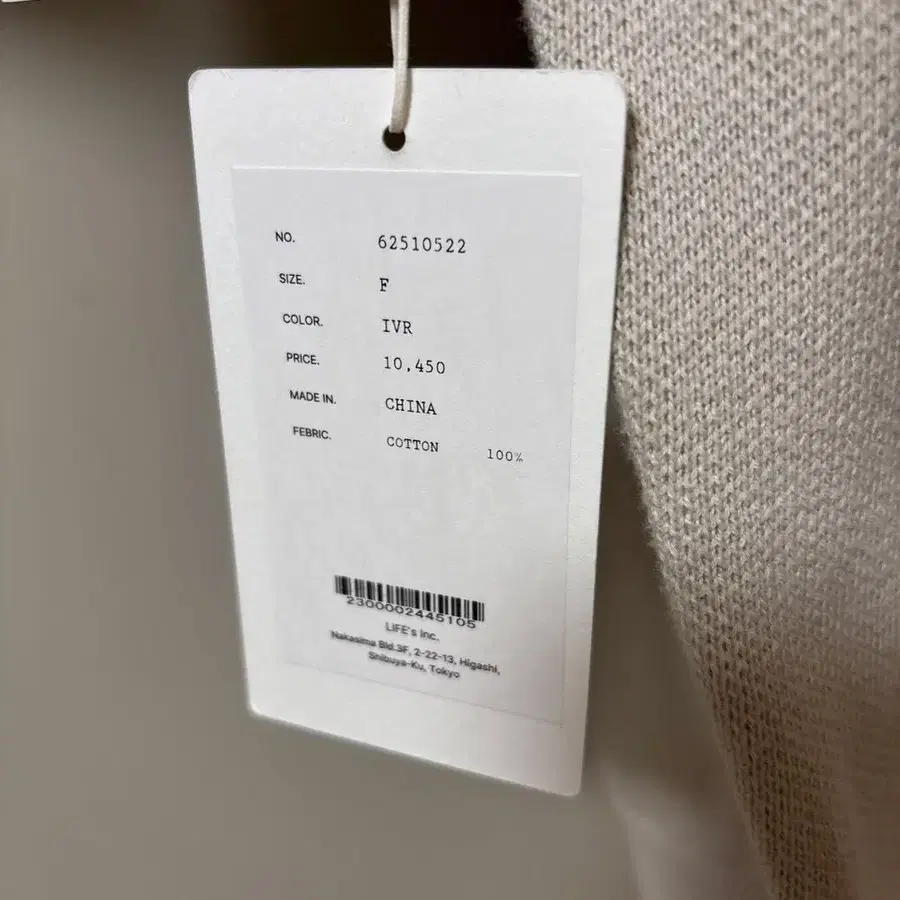 NO. 62510522
SIZE. F
COLOR. IVR
PRICE. 10,450
MADE IN. CHINA
FEBRIC. COTTON 100%
2300002445105
LIFE's Inc.
Nakasima Bld.3F, 2-22-13, Higashi,
Shibuya-Ku, Tokyo